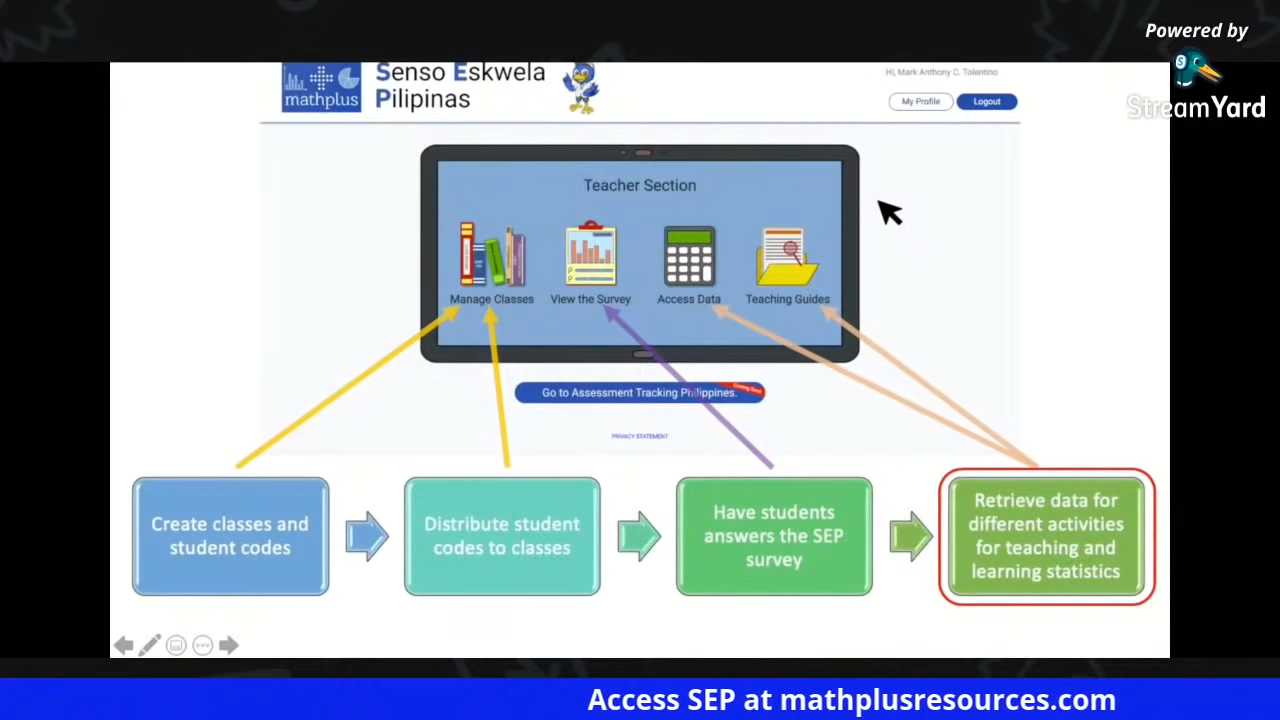 Powered by
StreamYard
mathplus
Senso Eskwela
Pilipinas
Hi, Mark Anthony C. Tolentino
My Profile
Logout
Teacher Section
Manage Classes
View the Survey
Access Data
Teaching Guides
Go to Assessment Tracking Philippines.
Coming Soon
PRIVACY STATEMENT
Create classes and
student codes
Distribute student
codes to classes
Have students
answers the SEP
survey
Retrieve data for
different activities
for teaching and
learning statistics
Access SEP at mathplusresources.com